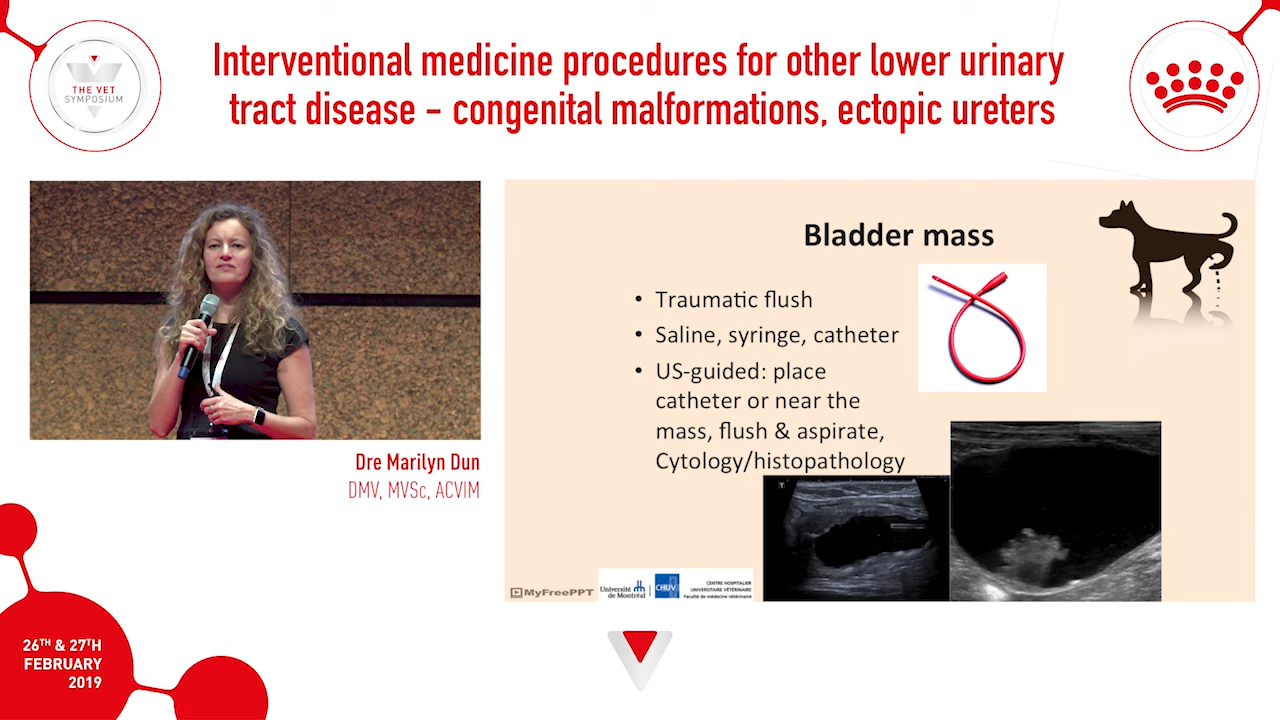 Interventional medicine procedures for other lower urinary
tract disease – congenital malformations, ectopic ureters
THE VET
SYMPOSIUM
Dre Marilyn Dun
DMV, MVSc, ACVIM
Bladder mass
• Traumatic flush
• Saline, syringe, catheter
• US-guided: place
catheter or near the
mass, flush & aspirate,
Cytology/histopathology
MyFreePPT
Université
de Montréal
CHUV
CENTRE HOSPITALIER
UNIVERSITAIRE VÉTÉRINAIRE
Faculté de médecine vétérinaire
26TH & 27TH
FEBRUARY
2019